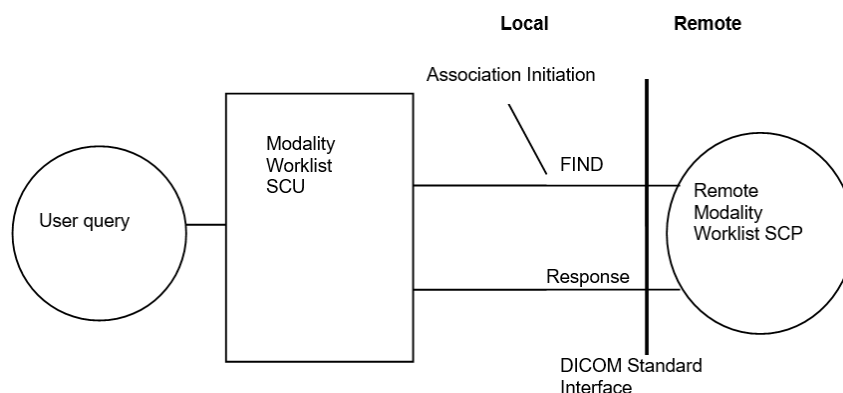 Local
Remote
Association Initiation
Modality
Worklist
SCU
FIND
User query
Remote
Modality
Worklist SCP
Response
DICOM Standard
Interface